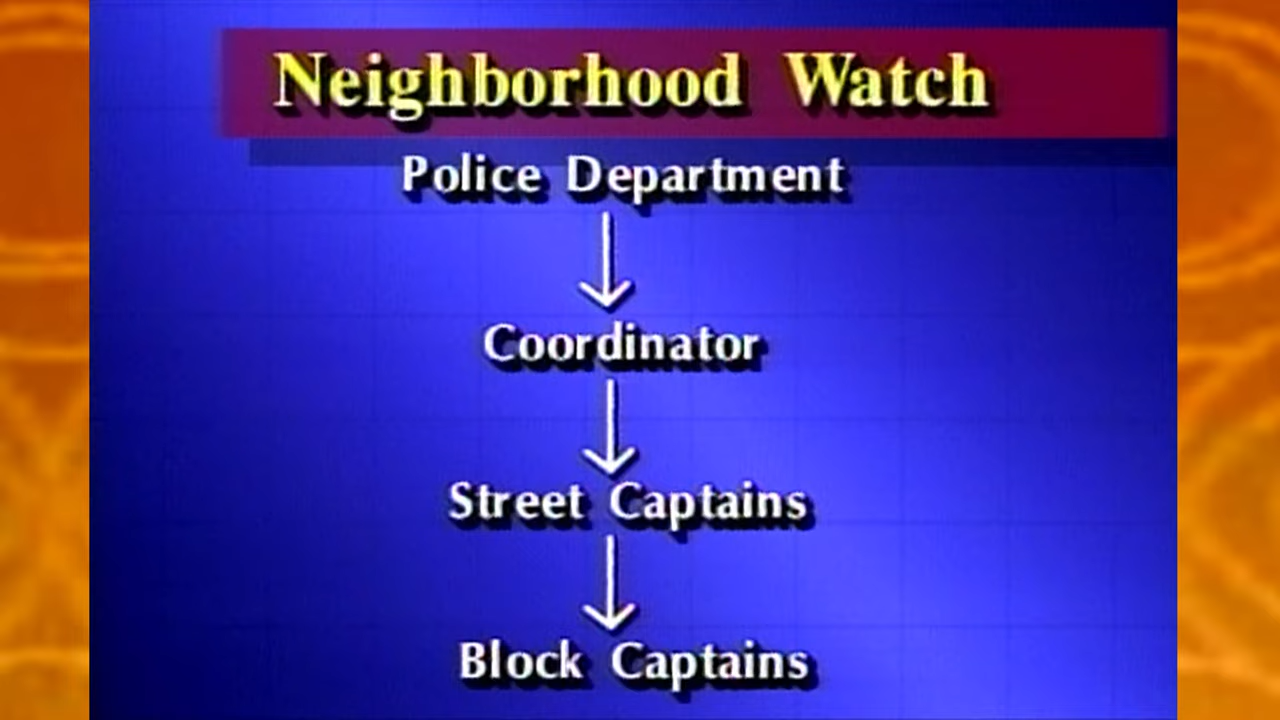 Neighborhood Watch
Police Department
Coordinator
Street Captains
Block Captains